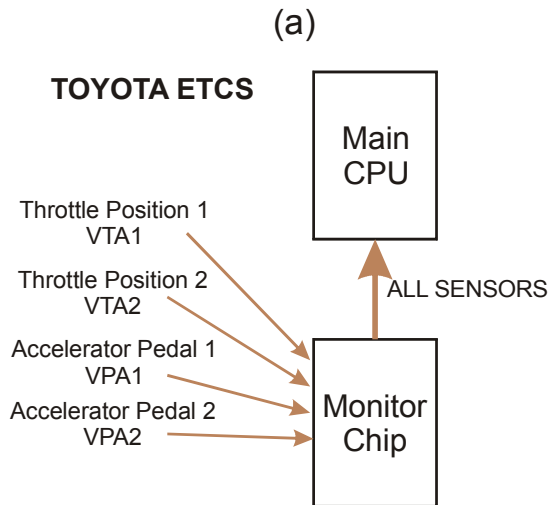 (a)
TOYOTA ETCS
Main
CPU
Throttle Position 1
VTA1
Throttle Position 2
VTA2
ALL SENSORS
Accelerator Pedal 1
VPA1
Accelerator Pedal 2
VPA2
Monitor
Chip